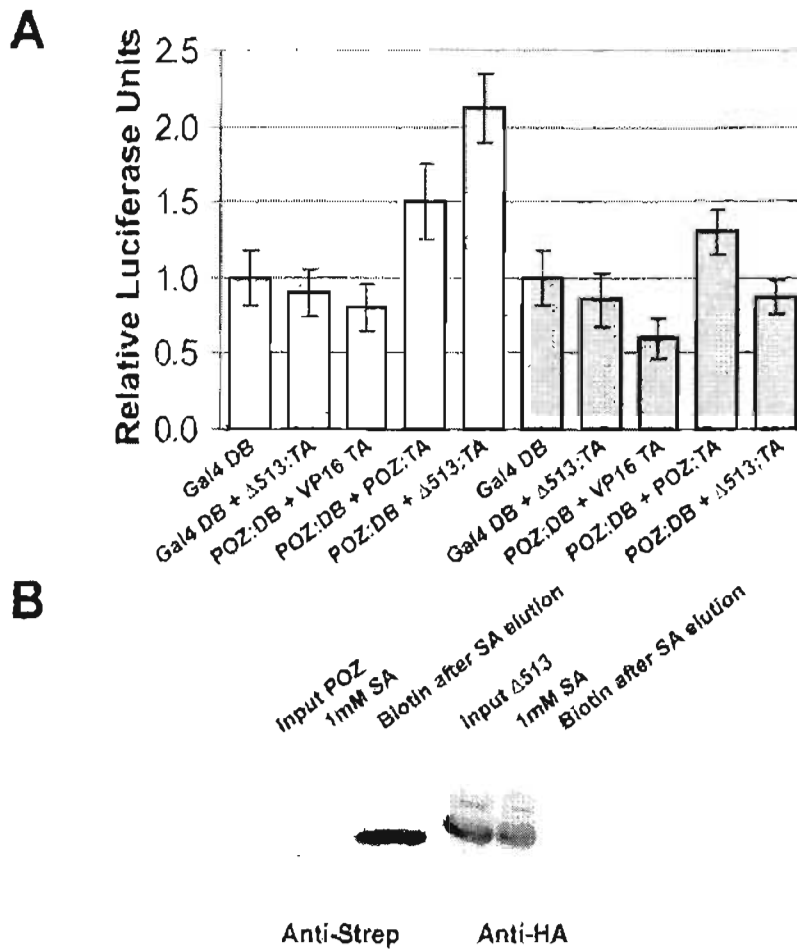 A
Relative Luciferase Units
2.5
2.0
1.5
1.0
0.5
0.0
Gal4 DB
Gal4 DB + Δ513:TA
POZ:DB + VP16 TA
POZ:DB + POZ:TA
POZ:DB + Δ513:TA
Gal4 DB
Gal4 DB + Δ513:TA
POZ:DB + VP16 TA
POZ:DB + POZ:TA
POZ:DB + Δ513:TA
B
Input POZ
1mM SA
Biotin after SA elution
Input Δ513
1mM SA
Biotin after SA elution
Anti-Strep
Anti-HA